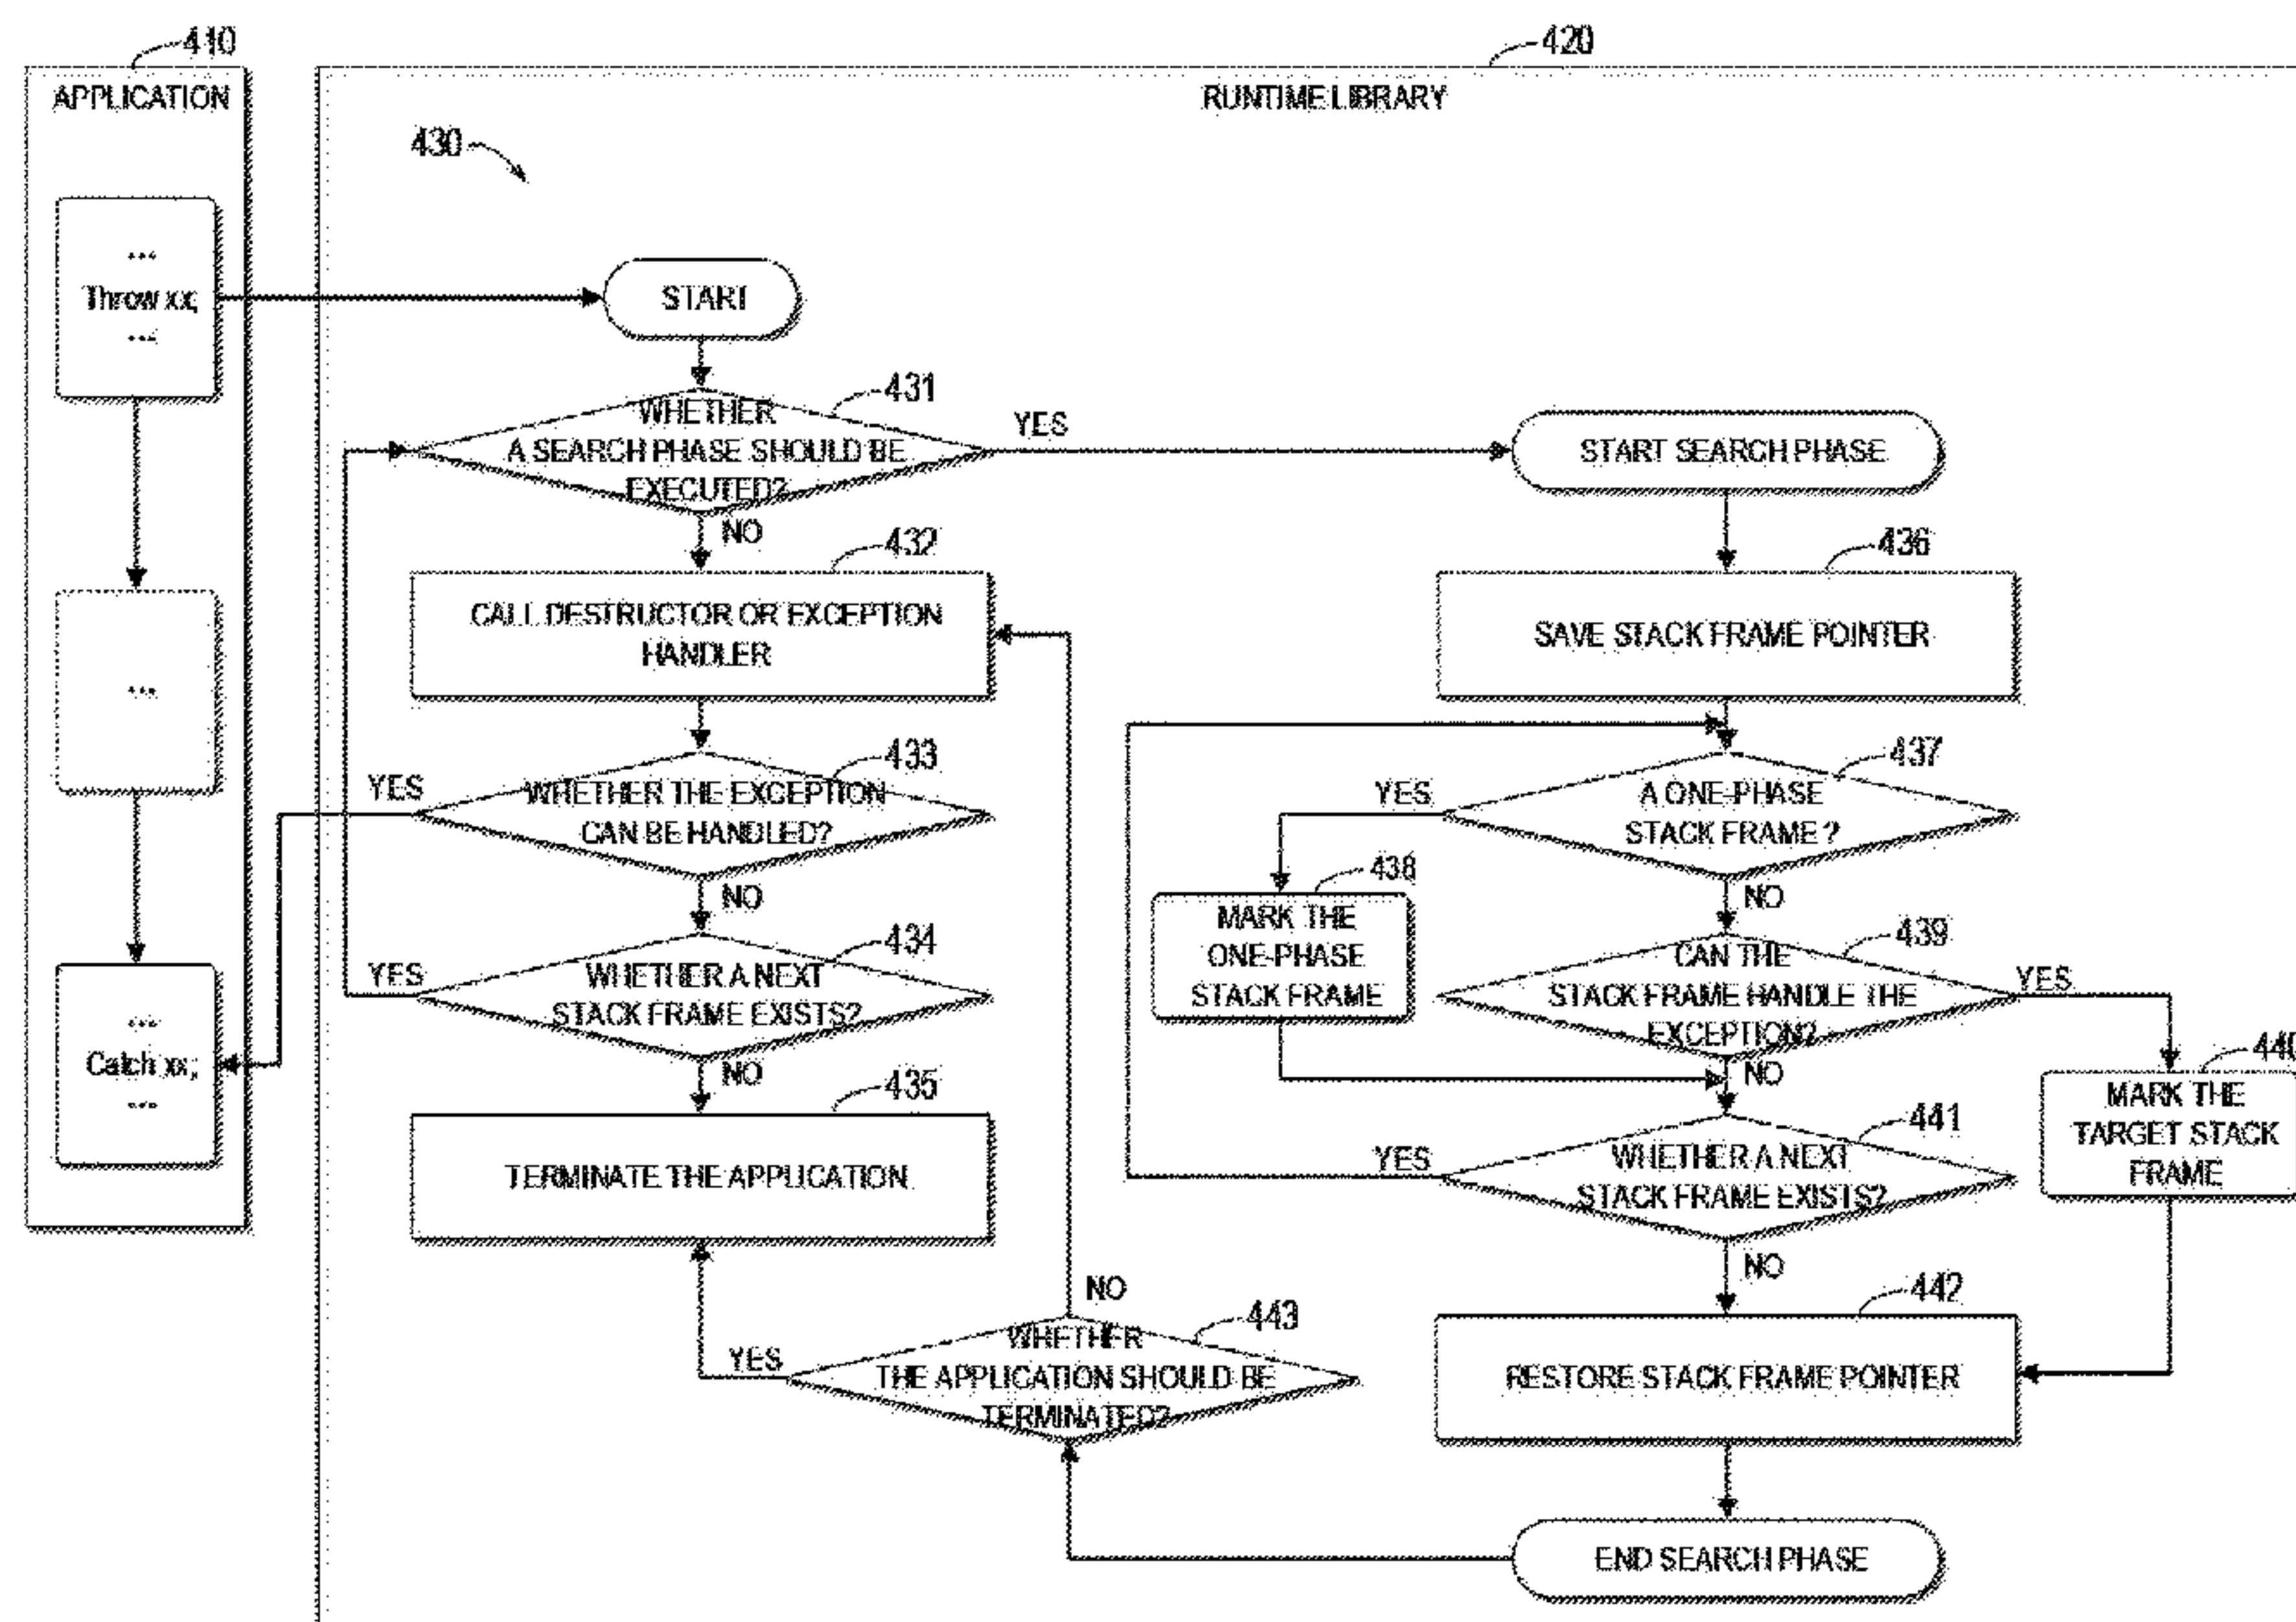 410
APPLICATION
...
Throw xx;
...
...
...
Catch xx;
...
420
RUNTIME LIBRARY
430
START
431
WHETHER
A SEARCH PHASE SHOULD BE
EXECUTED?
YES
NO
432
CALL DESTRUCTOR OR EXCEPTION
HANDLER
433
WHETHER THE EXCEPTION
CAN BE HANDLED?
YES
NO
434
WHETHER A NEXT
STACK FRAME EXISTS?
YES
NO
435
TERMINATE THE APPLICATION
START SEARCH PHASE
436
SAVE STACK FRAME POINTER
437
A ONE-PHASE
STACK FRAME ?
YES
NO
438
MARK THE
ONE-PHASE
STACK FRAME
439
CAN THE
STACK FRAME HANDLE THE
EXCEPTION?
YES
NO
440
MARK THE
TARGET STACK
FRAME
441
WHETHER A NEXT
STACK FRAME EXISTS?
YES
NO
442
RESTORE STACK FRAME POINTER
443
WHETHER
THE APPLICATION SHOULD BE
TERMINATED?
YES
NO
END SEARCH PHASE